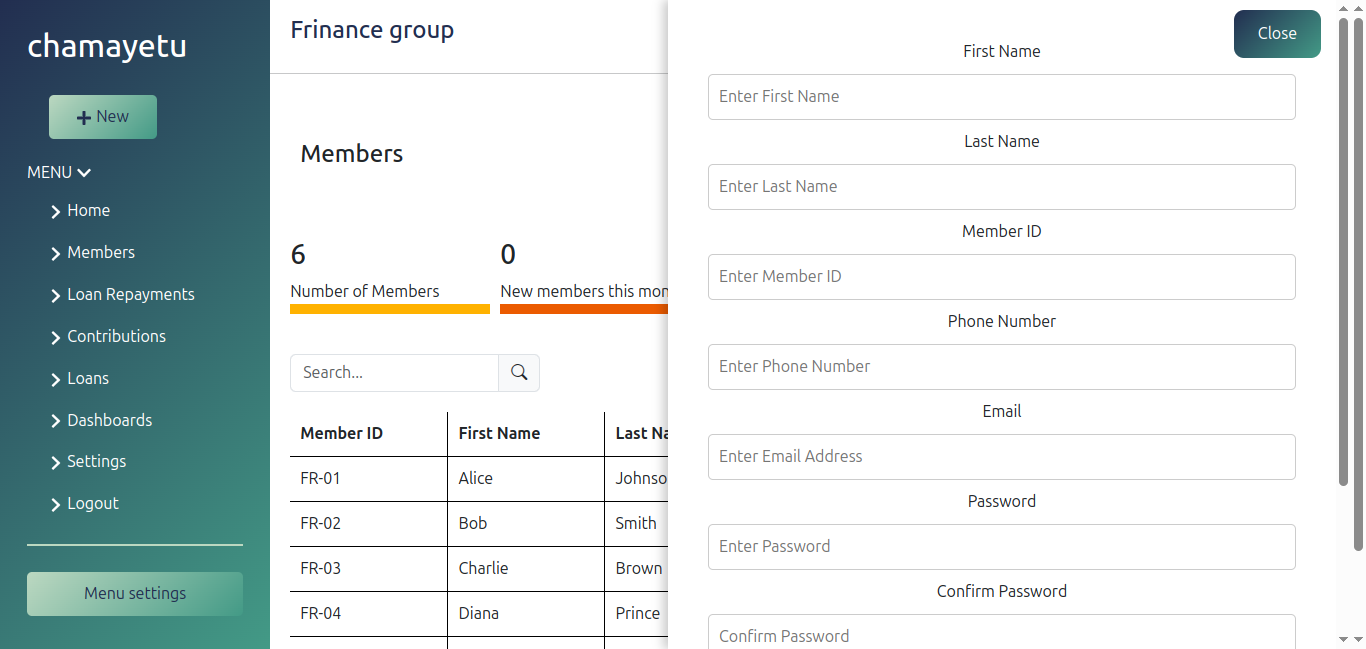 chamayetu
New
MENU
Home
Members
Loan Repayments
Contributions
Loans
Dashboards
Settings
Logout
Menu settings
Frinance group
Members
6
Number of Members
0
New members this mon
Search...
Member ID First Name Last Na
FR-01 Alice Johnso
FR-02 Bob Smith
FR-03 Charlie Brown
FR-04 Diana Prince
Close
First Name
Enter First Name
Last Name
Enter Last Name
Member ID
Enter Member ID
Phone Number
Enter Phone Number
Email
Enter Email Address
Password
Enter Password
Confirm Password
Confirm Password